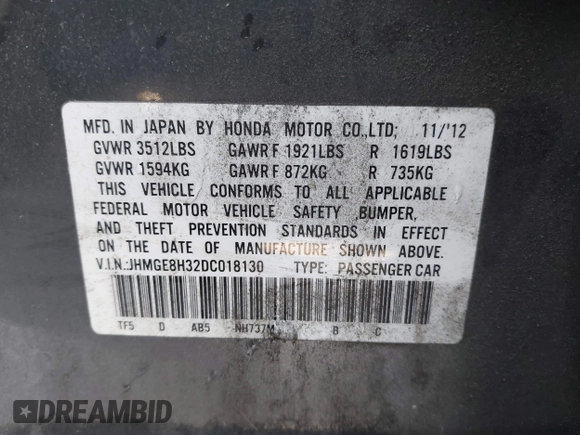 MFD. IN JAPAN BY HONDA MOTOR CO.,LTD; 11/'12
GVWR 3512LBS GAWR F 1921LBS R 1619LBS
GVWR 1594KG GAWR F 872KG R 735KG
THIS VEHICLE CONFORMS TO ALL APPLICABLE
FEDERAL MOTOR VEHICLE SAFETY BUMPER,
AND THEFT PREVENTION STANDARDS IN EFFECT
ON THE DATE OF MANUFACTURE SHOWN ABOVE.
V.I.N.:JHMGE8H32DC018130 TYPE: PASSENGER CAR
TF5 D AB5 NH737M B C
DREAMBID